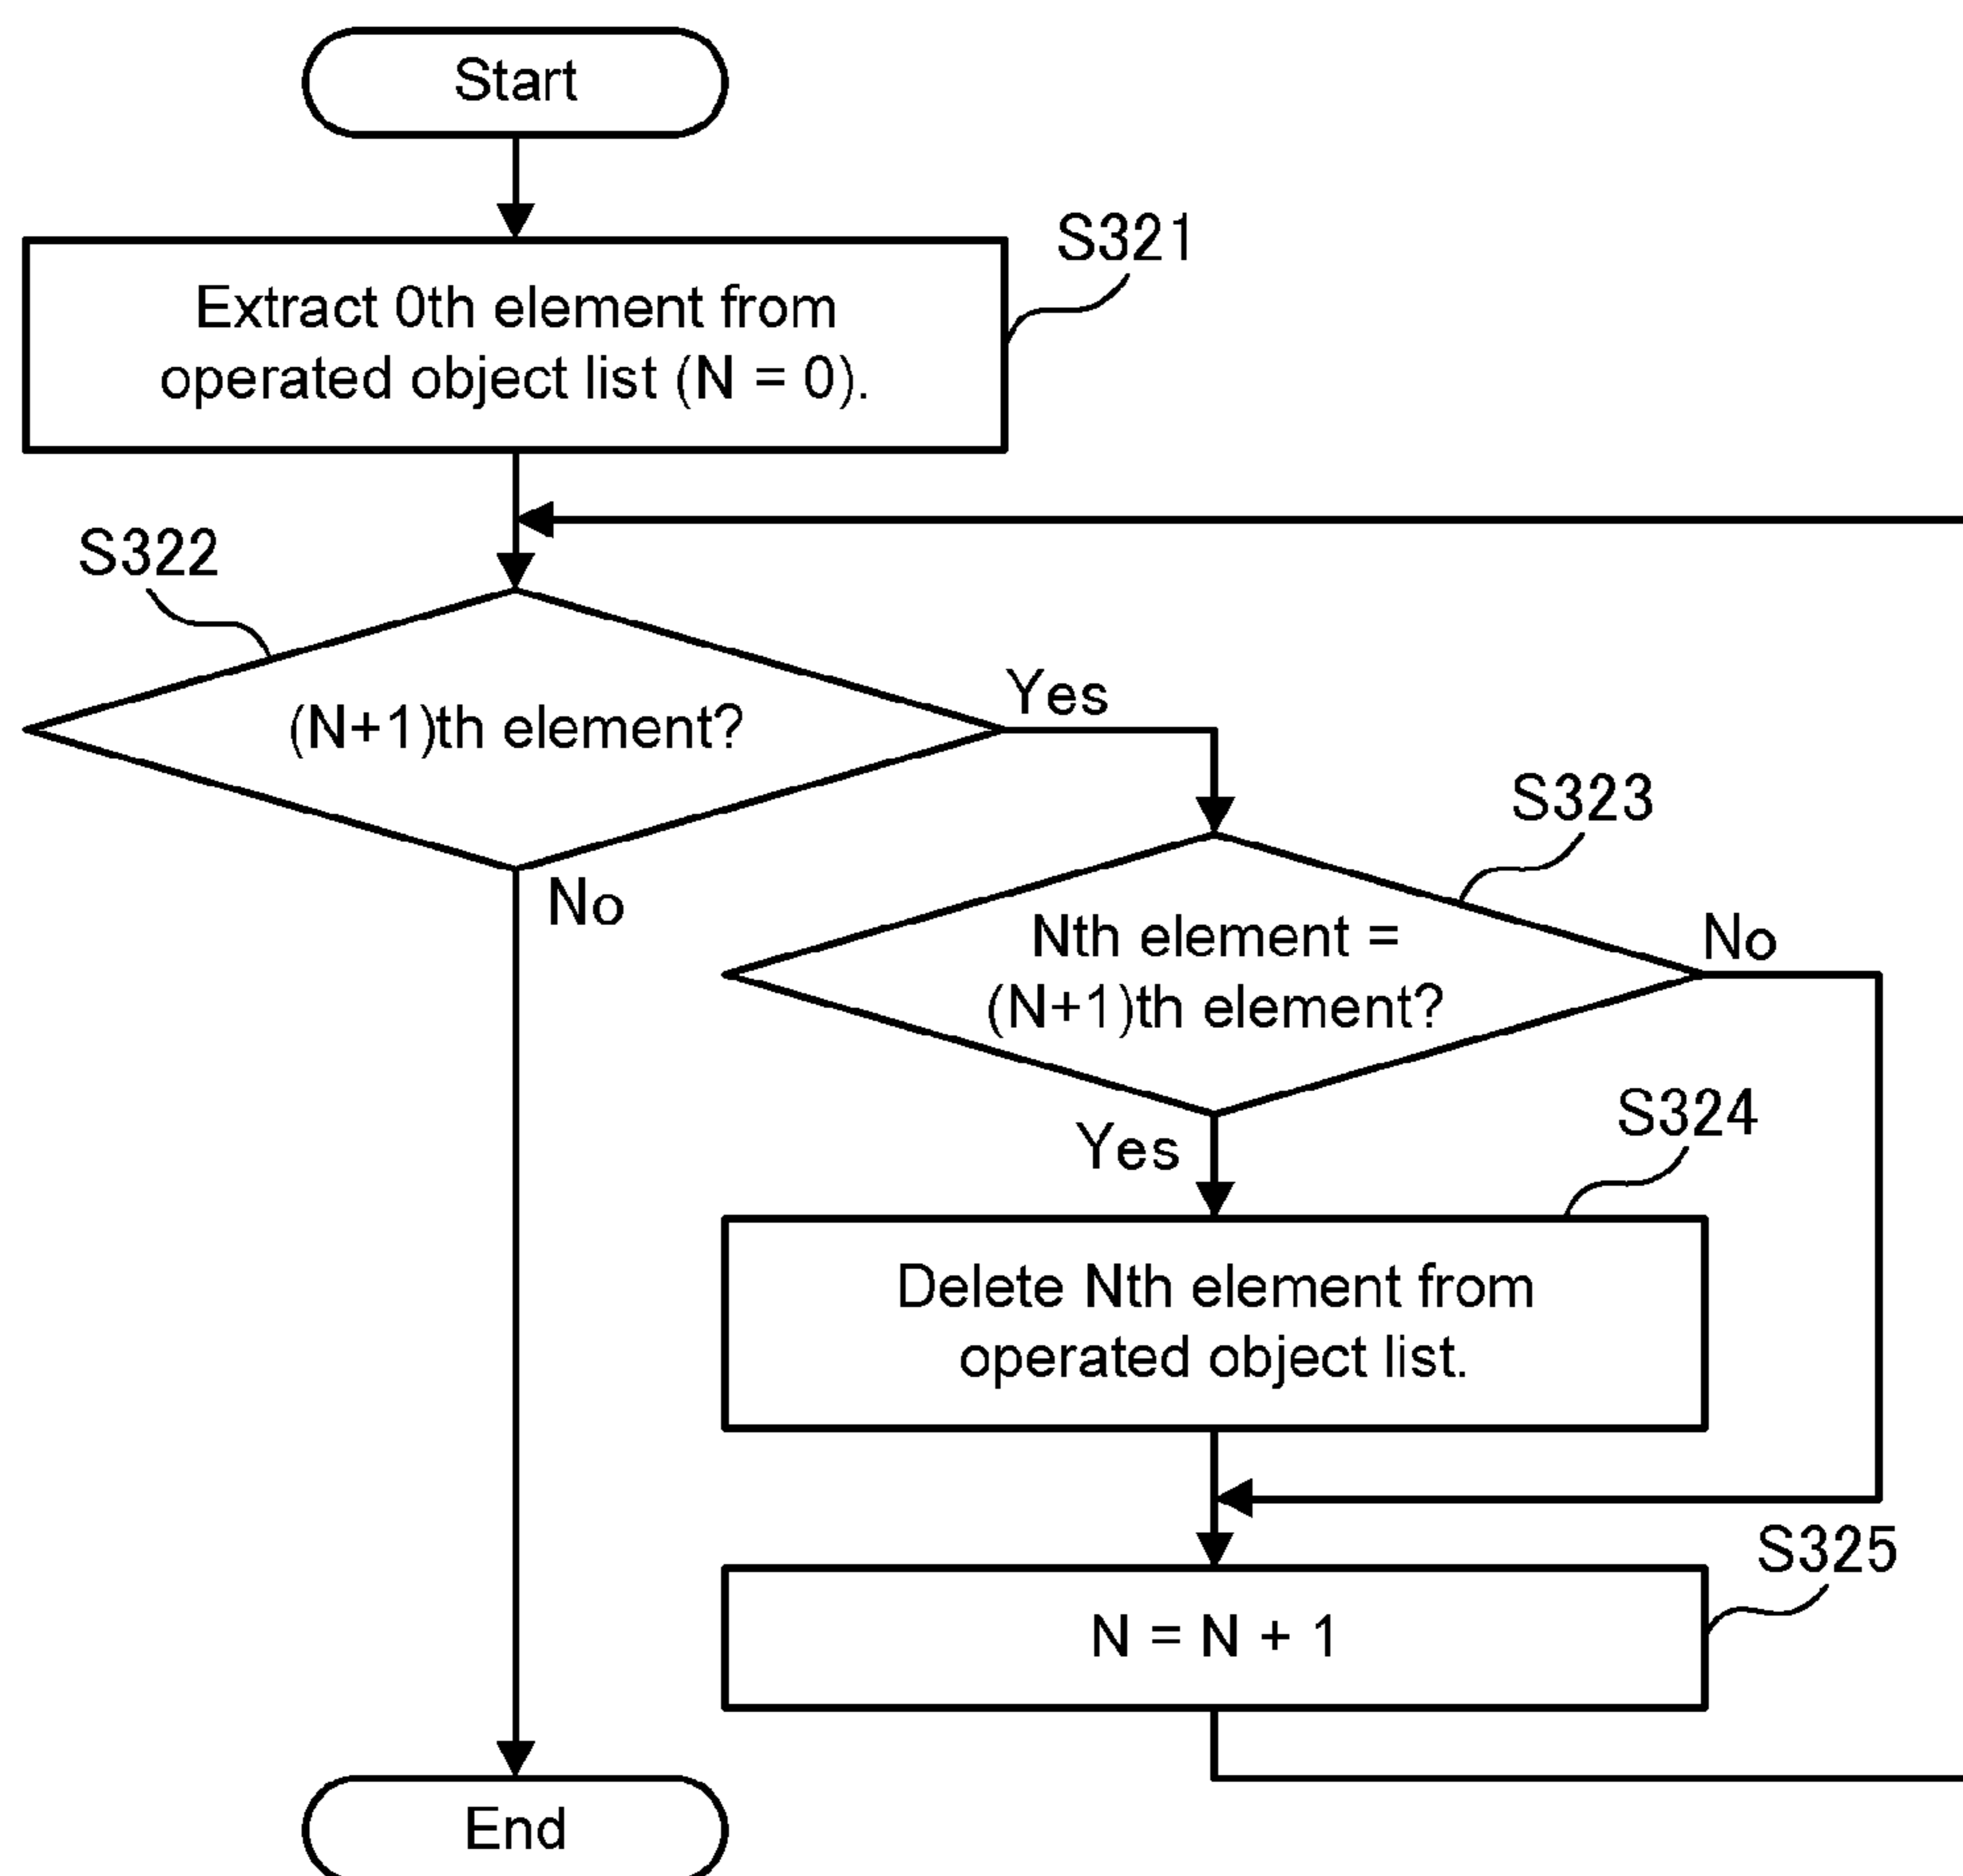 Start
S321
Extract 0th element from
operated object list (N = 0).
S322
(N+1)th element?
Yes
No
S323
Nth element =
(N+1)th element?
No
Yes
S324
Delete Nth element from
operated object list.
S325
N = N + 1
End